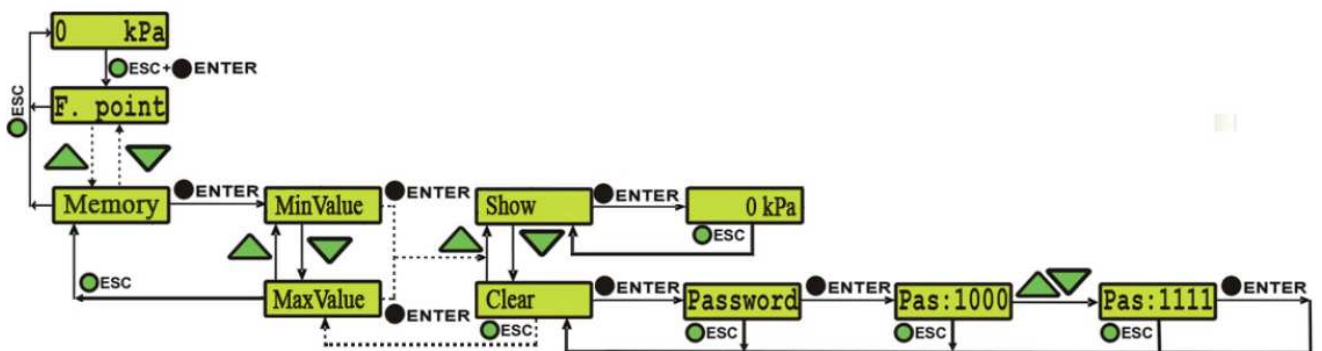 0 kPa
ESC+ ENTER
ESC
F. point
Memory ENTER MinValue ENTER Show ENTER 0 kPa
ESC
ESC MaxValue ENTER Clear ENTER Password ENTER Pas:1000 Pas:1111 ENTER
ESC ESC ESC ESC